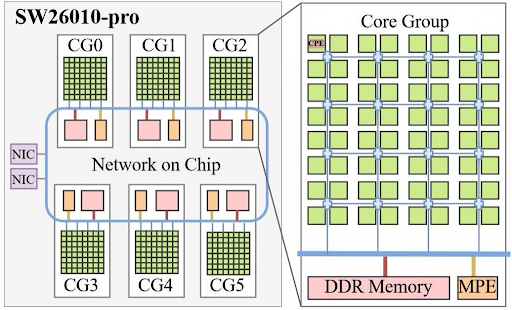 SW26010-pro
CG0
CG1
CG2
NIC
NIC
Network on Chip
CG3
CG4
CG5
Core Group
CPE
DDR Memory
MPE